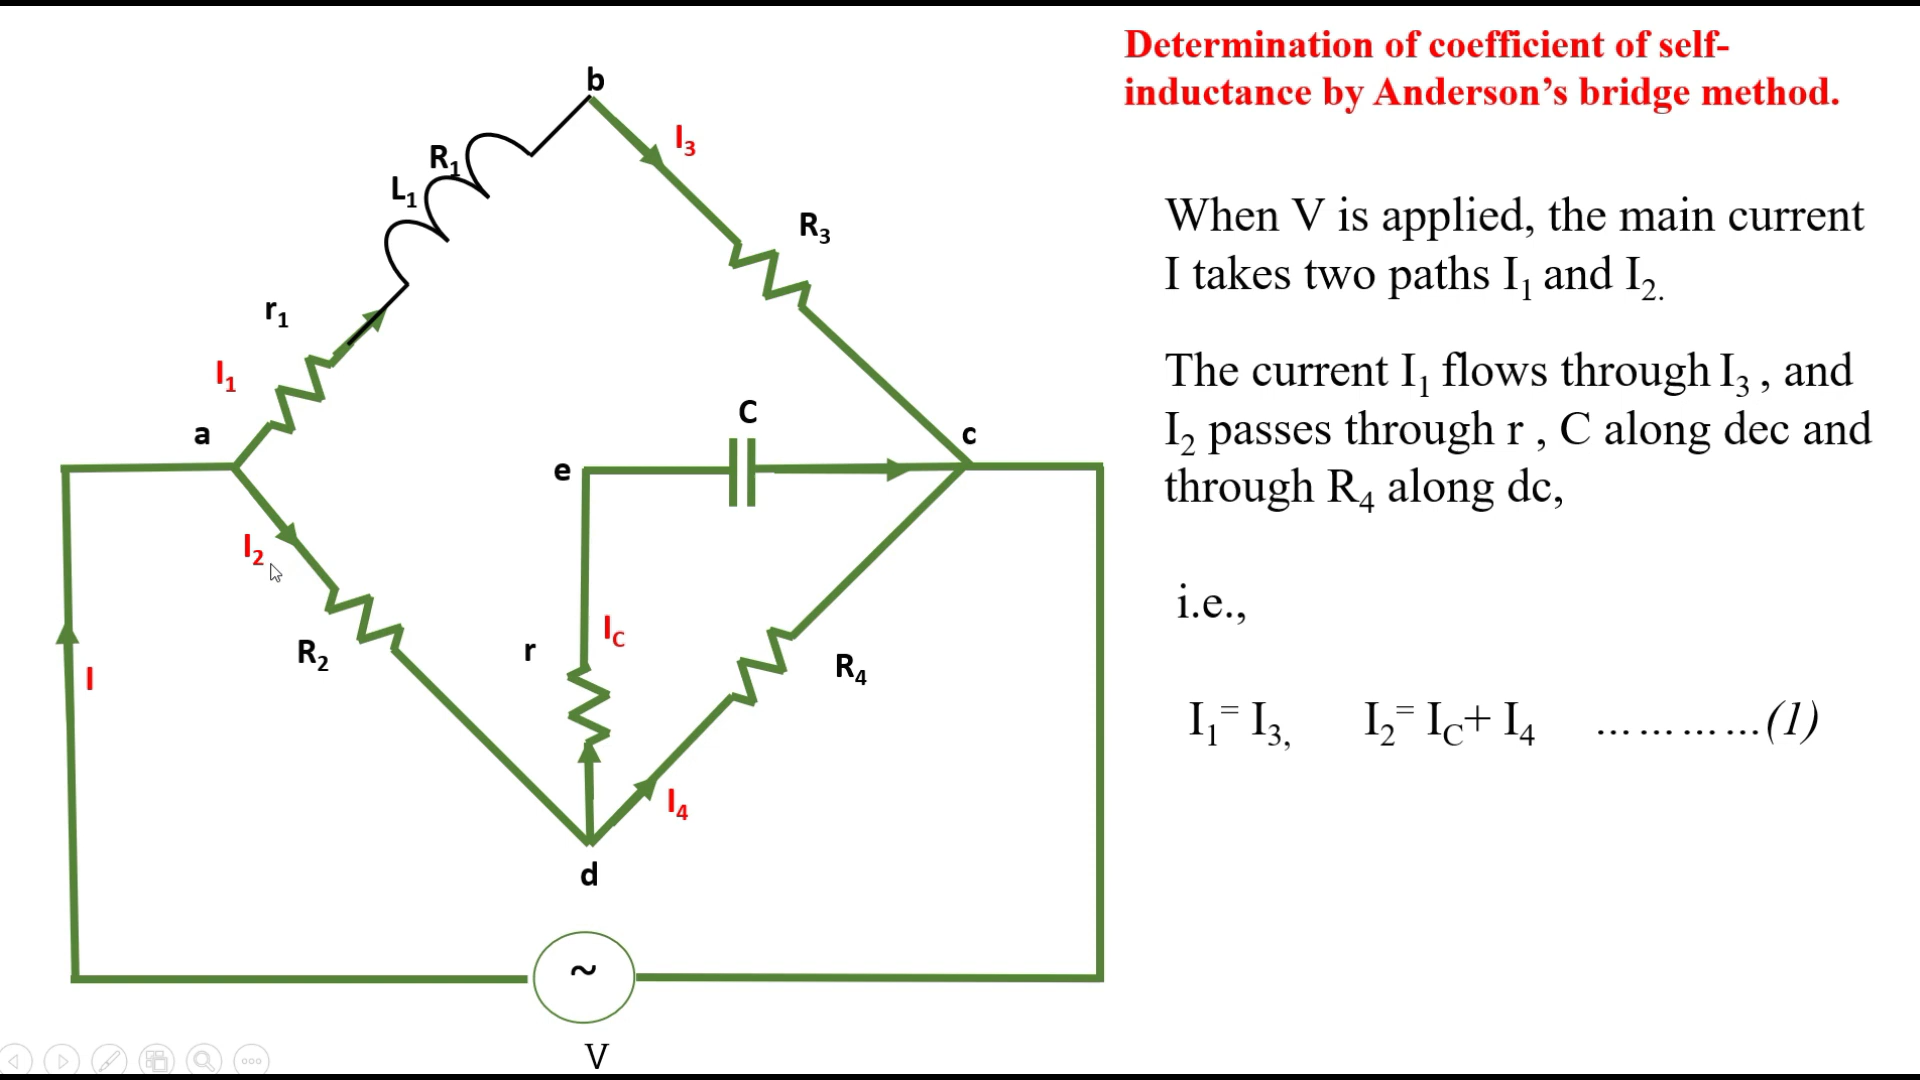 Determination of coefficient of self-
inductance by Anderson’s bridge method.
b
I₃
R₁
L₁
R₃
When V is applied, the main current
I takes two paths I₁ and I₂.
r₁
I₁
The current I₁ flows through I₃ , and
I₂ passes through r , C along dec and
through R₄ along dc,
C
a
c
e
I₂
i.e.,
I_C
r
R₂
R₄
I
I₁= I₃, I₂= I_C+ I₄ …………(1)
I₄
d
~
V